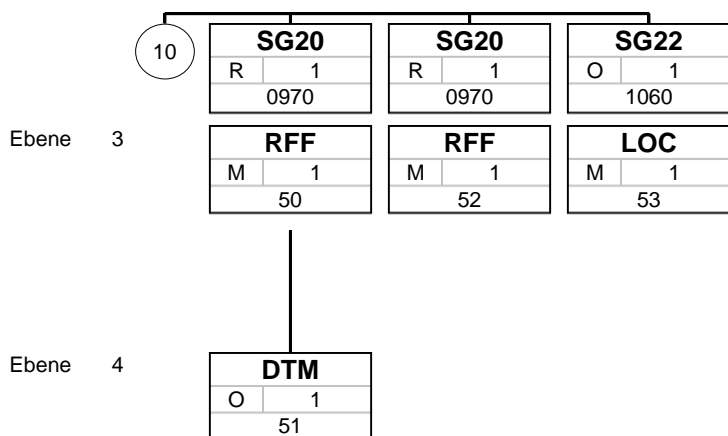 10
SG20 SG20 SG22
R 1 R 1 O 1
0970 0970 1060
Ebene 3 RFF RFF LOC
M 1 M 1 M 1
50 52 53
Ebene 4 DTM
O 1
51